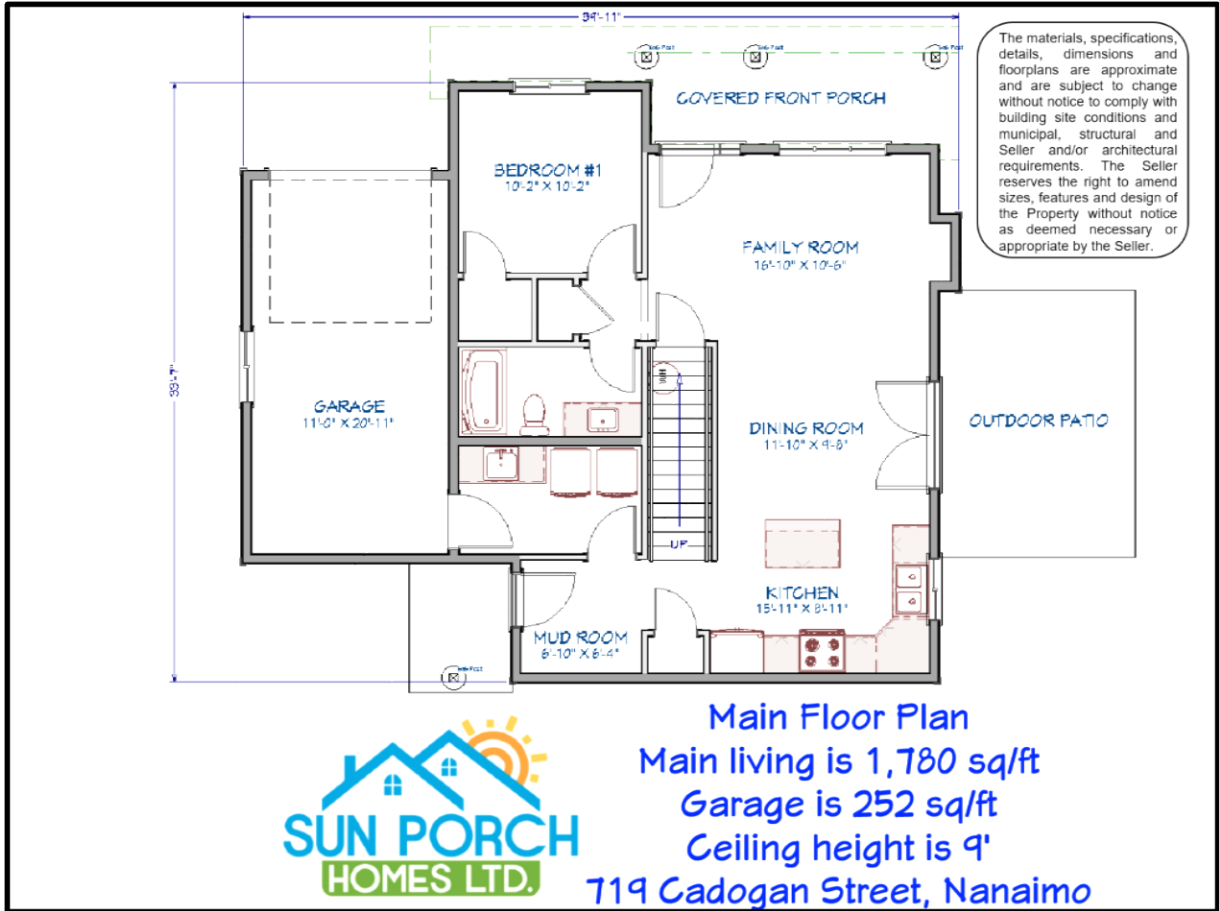 39'-11"
The materials, specifications,
details, dimensions and
floorplans are approximate
and are subject to change
without notice to comply with
building site conditions and
municipal, structural and
Seller and/or architectural
requirements. The Seller
reserves the right to amend
sizes, features and design of
the Property without notice
as deemed necessary or
appropriate by the Seller.
COVERED FRONT PORCH
BEDROOM #1
10'-2" X 10'-2"
FAMILY ROOM
16'-10" X 10'-6"
33'-7"
GARAGE
11'-0" X 20'-11"
DINING ROOM
11'-10" X 9'-8"
OUTDOOR PATIO
UP
KITCHEN
15'-11" X 8'-11"
MUD ROOM
6'-10" X 6'-4"
Main Floor Plan
Main living is 1,780 sq/ft
Garage is 252 sq/ft
Ceiling height is 9'
719 Cadogan Street, Nanaimo
SUN PORCH
HOMES LTD.